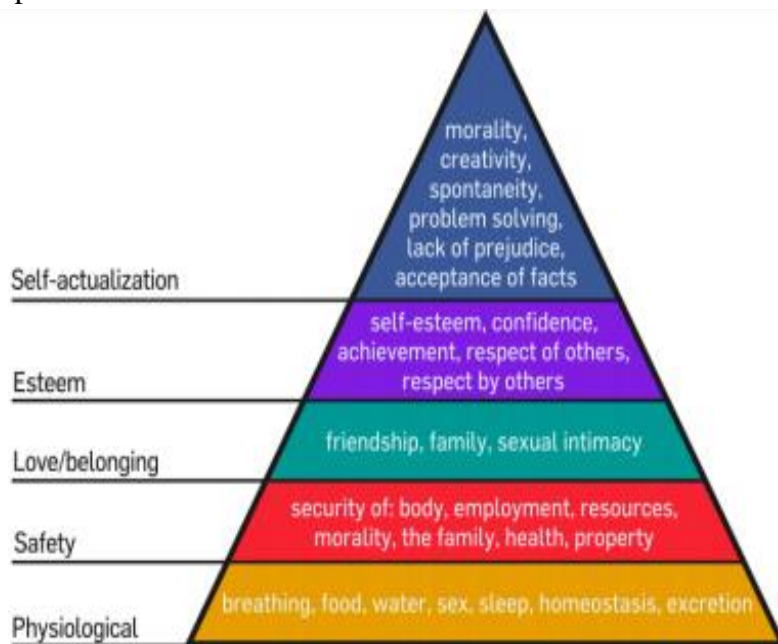 morality,
creativity,
spontaneity,
problem solving,
lack of prejudice,
acceptance of facts
Self-actualization
self-esteem, confidence,
achievement, respect of others,
respect by others
Esteem
friendship, family, sexual intimacy
Love/belonging
security of: body, employment, resources,
morality, the family, health, property
Safety
breathing, food, water, sex, sleep, homeostasis, excretion
Physiological